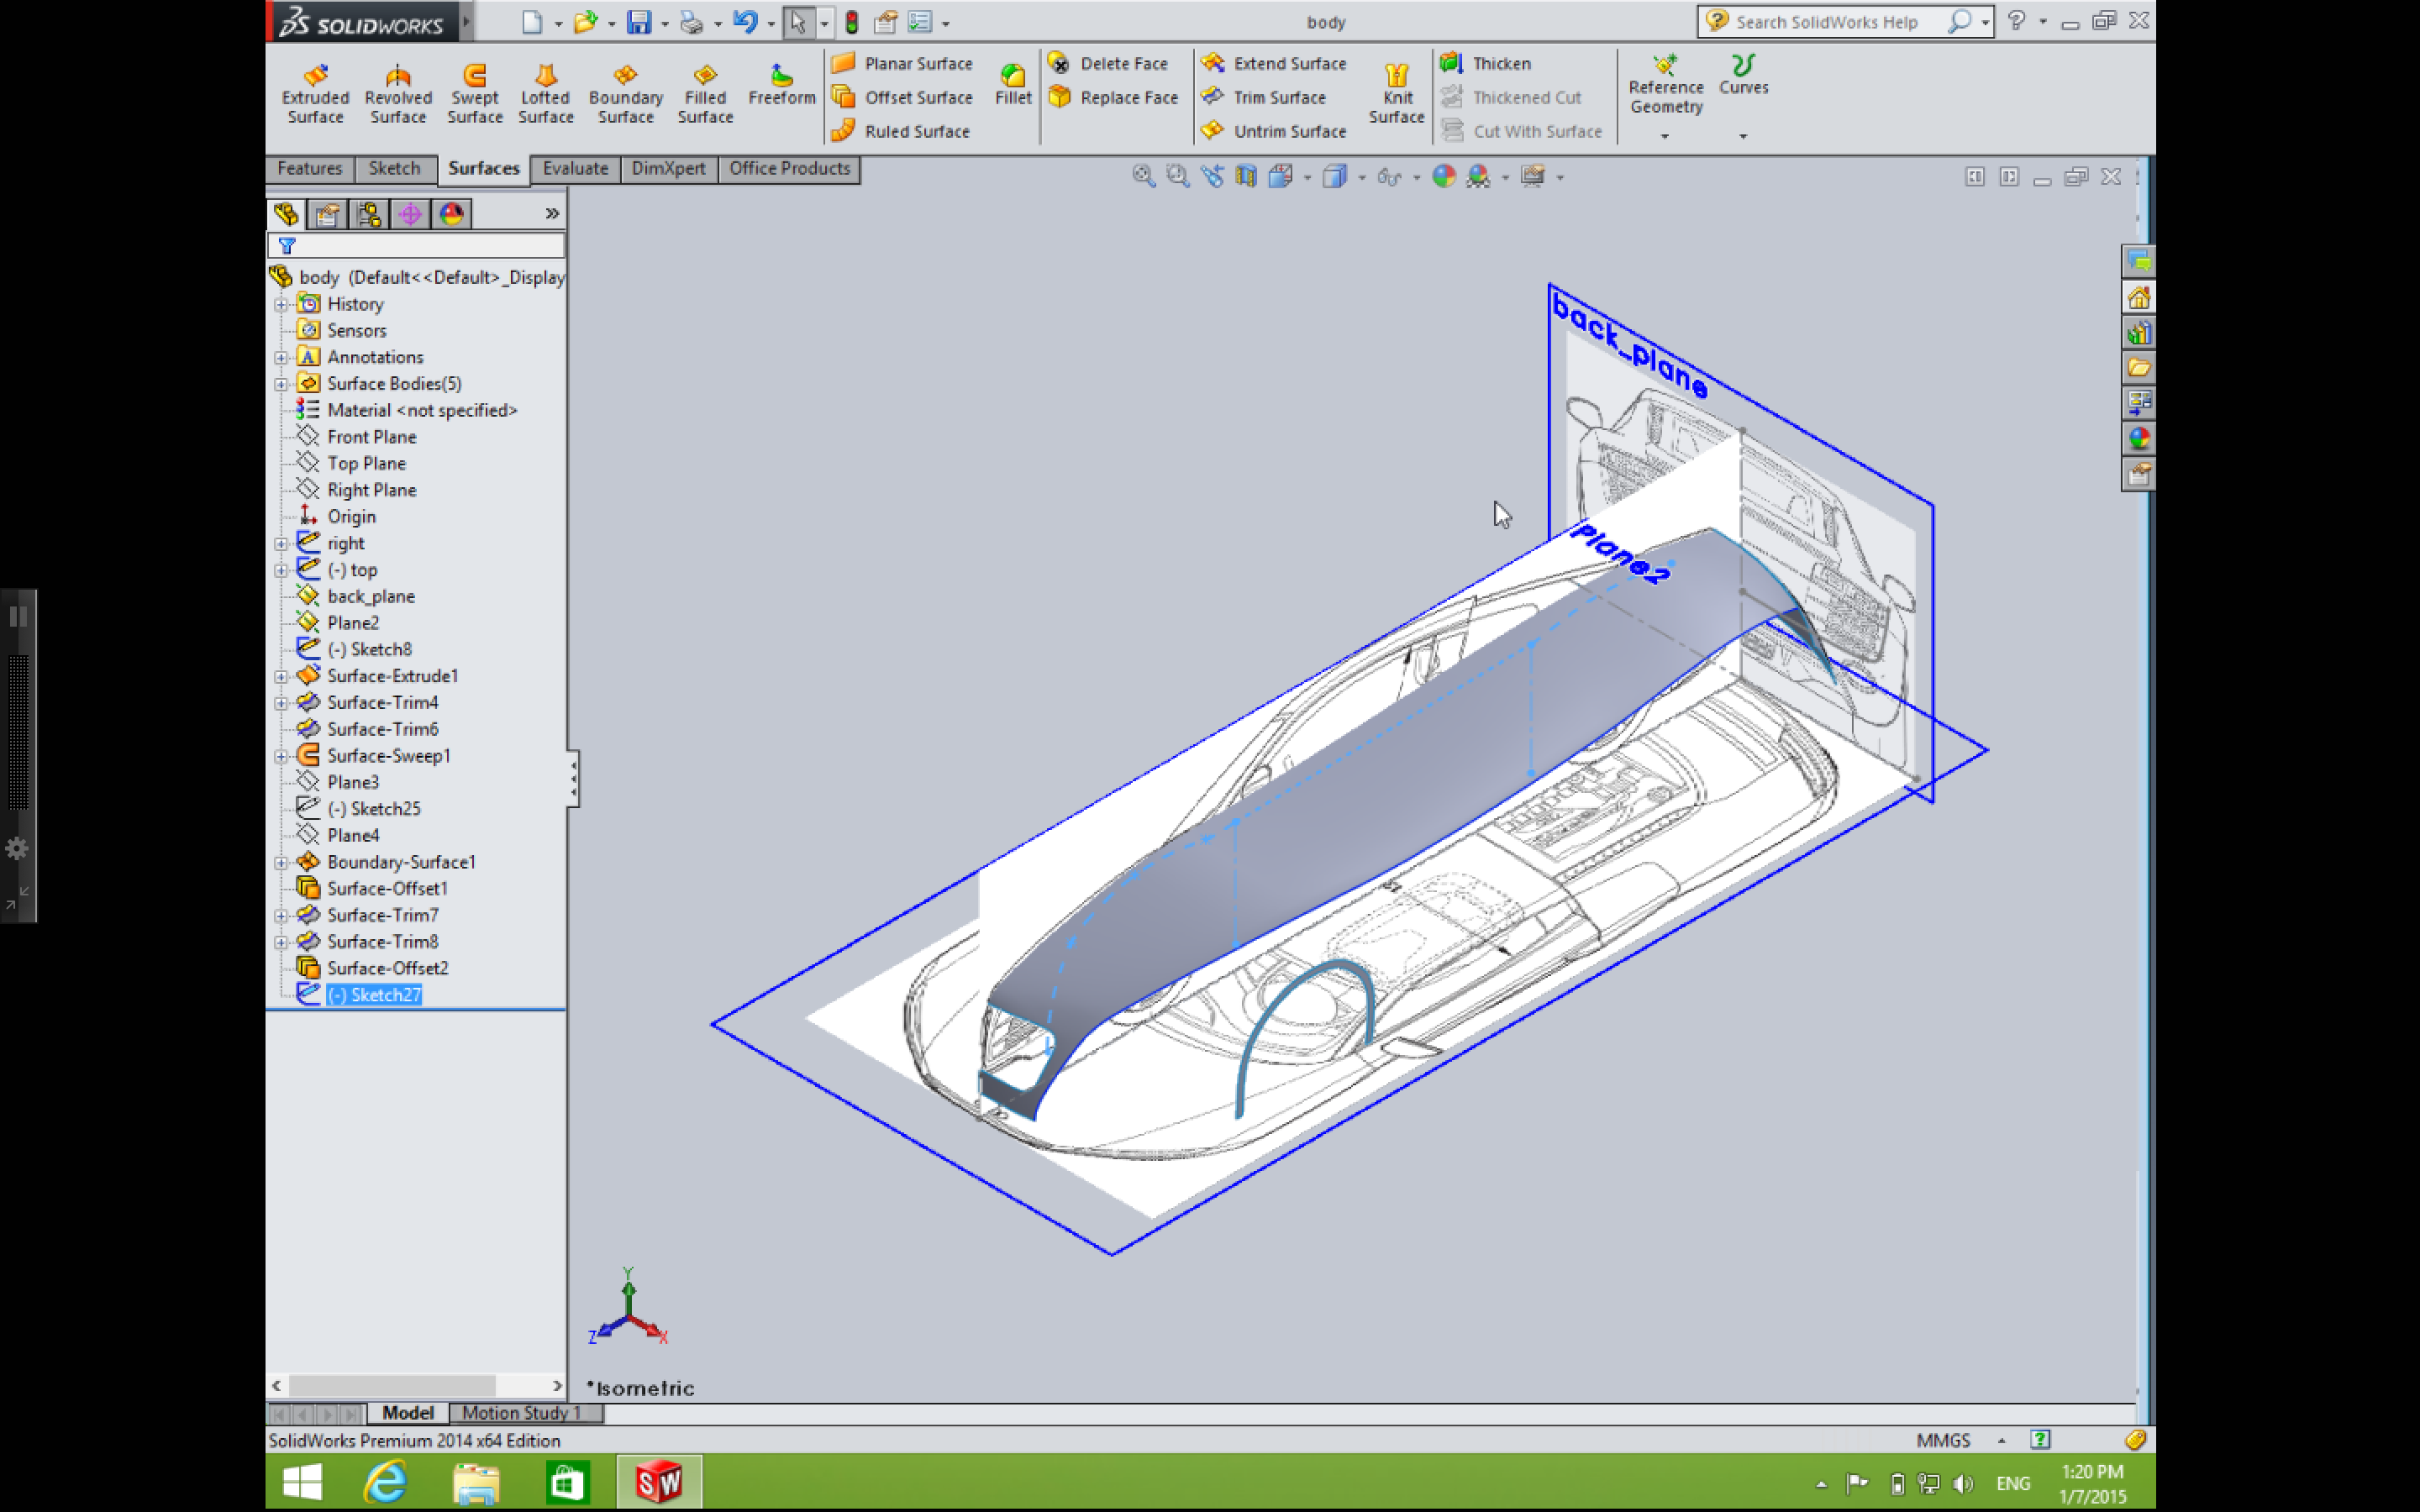 SOLIDWORKS
body
Search SolidWorks Help
Extruded Surface
Revolved Surface
Swept Surface
Lofted Surface
Boundary Surface
Filled Surface
Freeform
Planar Surface
Offset Surface
Ruled Surface
Fillet
Delete Face
Replace Face
Extend Surface
Trim Surface
Untrim Surface
Knit Surface
Thicken
Thickened Cut
Cut With Surface
Reference Geometry
Curves
Features
Sketch
Surfaces
Evaluate
DimXpert
Office Products
body (Default<<Default>_Display
History
Sensors
Annotations
Surface Bodies(5)
Material <not specified>
Front Plane
Top Plane
Right Plane
Origin
right
(-) top
back_plane
Plane2
(-) Sketch8
Surface-Extrude1
Surface-Trim4
Surface-Trim6
Surface-Sweep1
Plane3
(-) Sketch25
Plane4
Boundary-Surface1
Surface-Offset1
Surface-Trim7
Surface-Trim8
Surface-Offset2
(-) Sketch27
back_plane
Plane2
Y
Z
X
*Isometric
Model
Motion Study 1
SolidWorks Premium 2014 x64 Edition
MMGS
SW
ENG
1:20 PM
1/7/2015